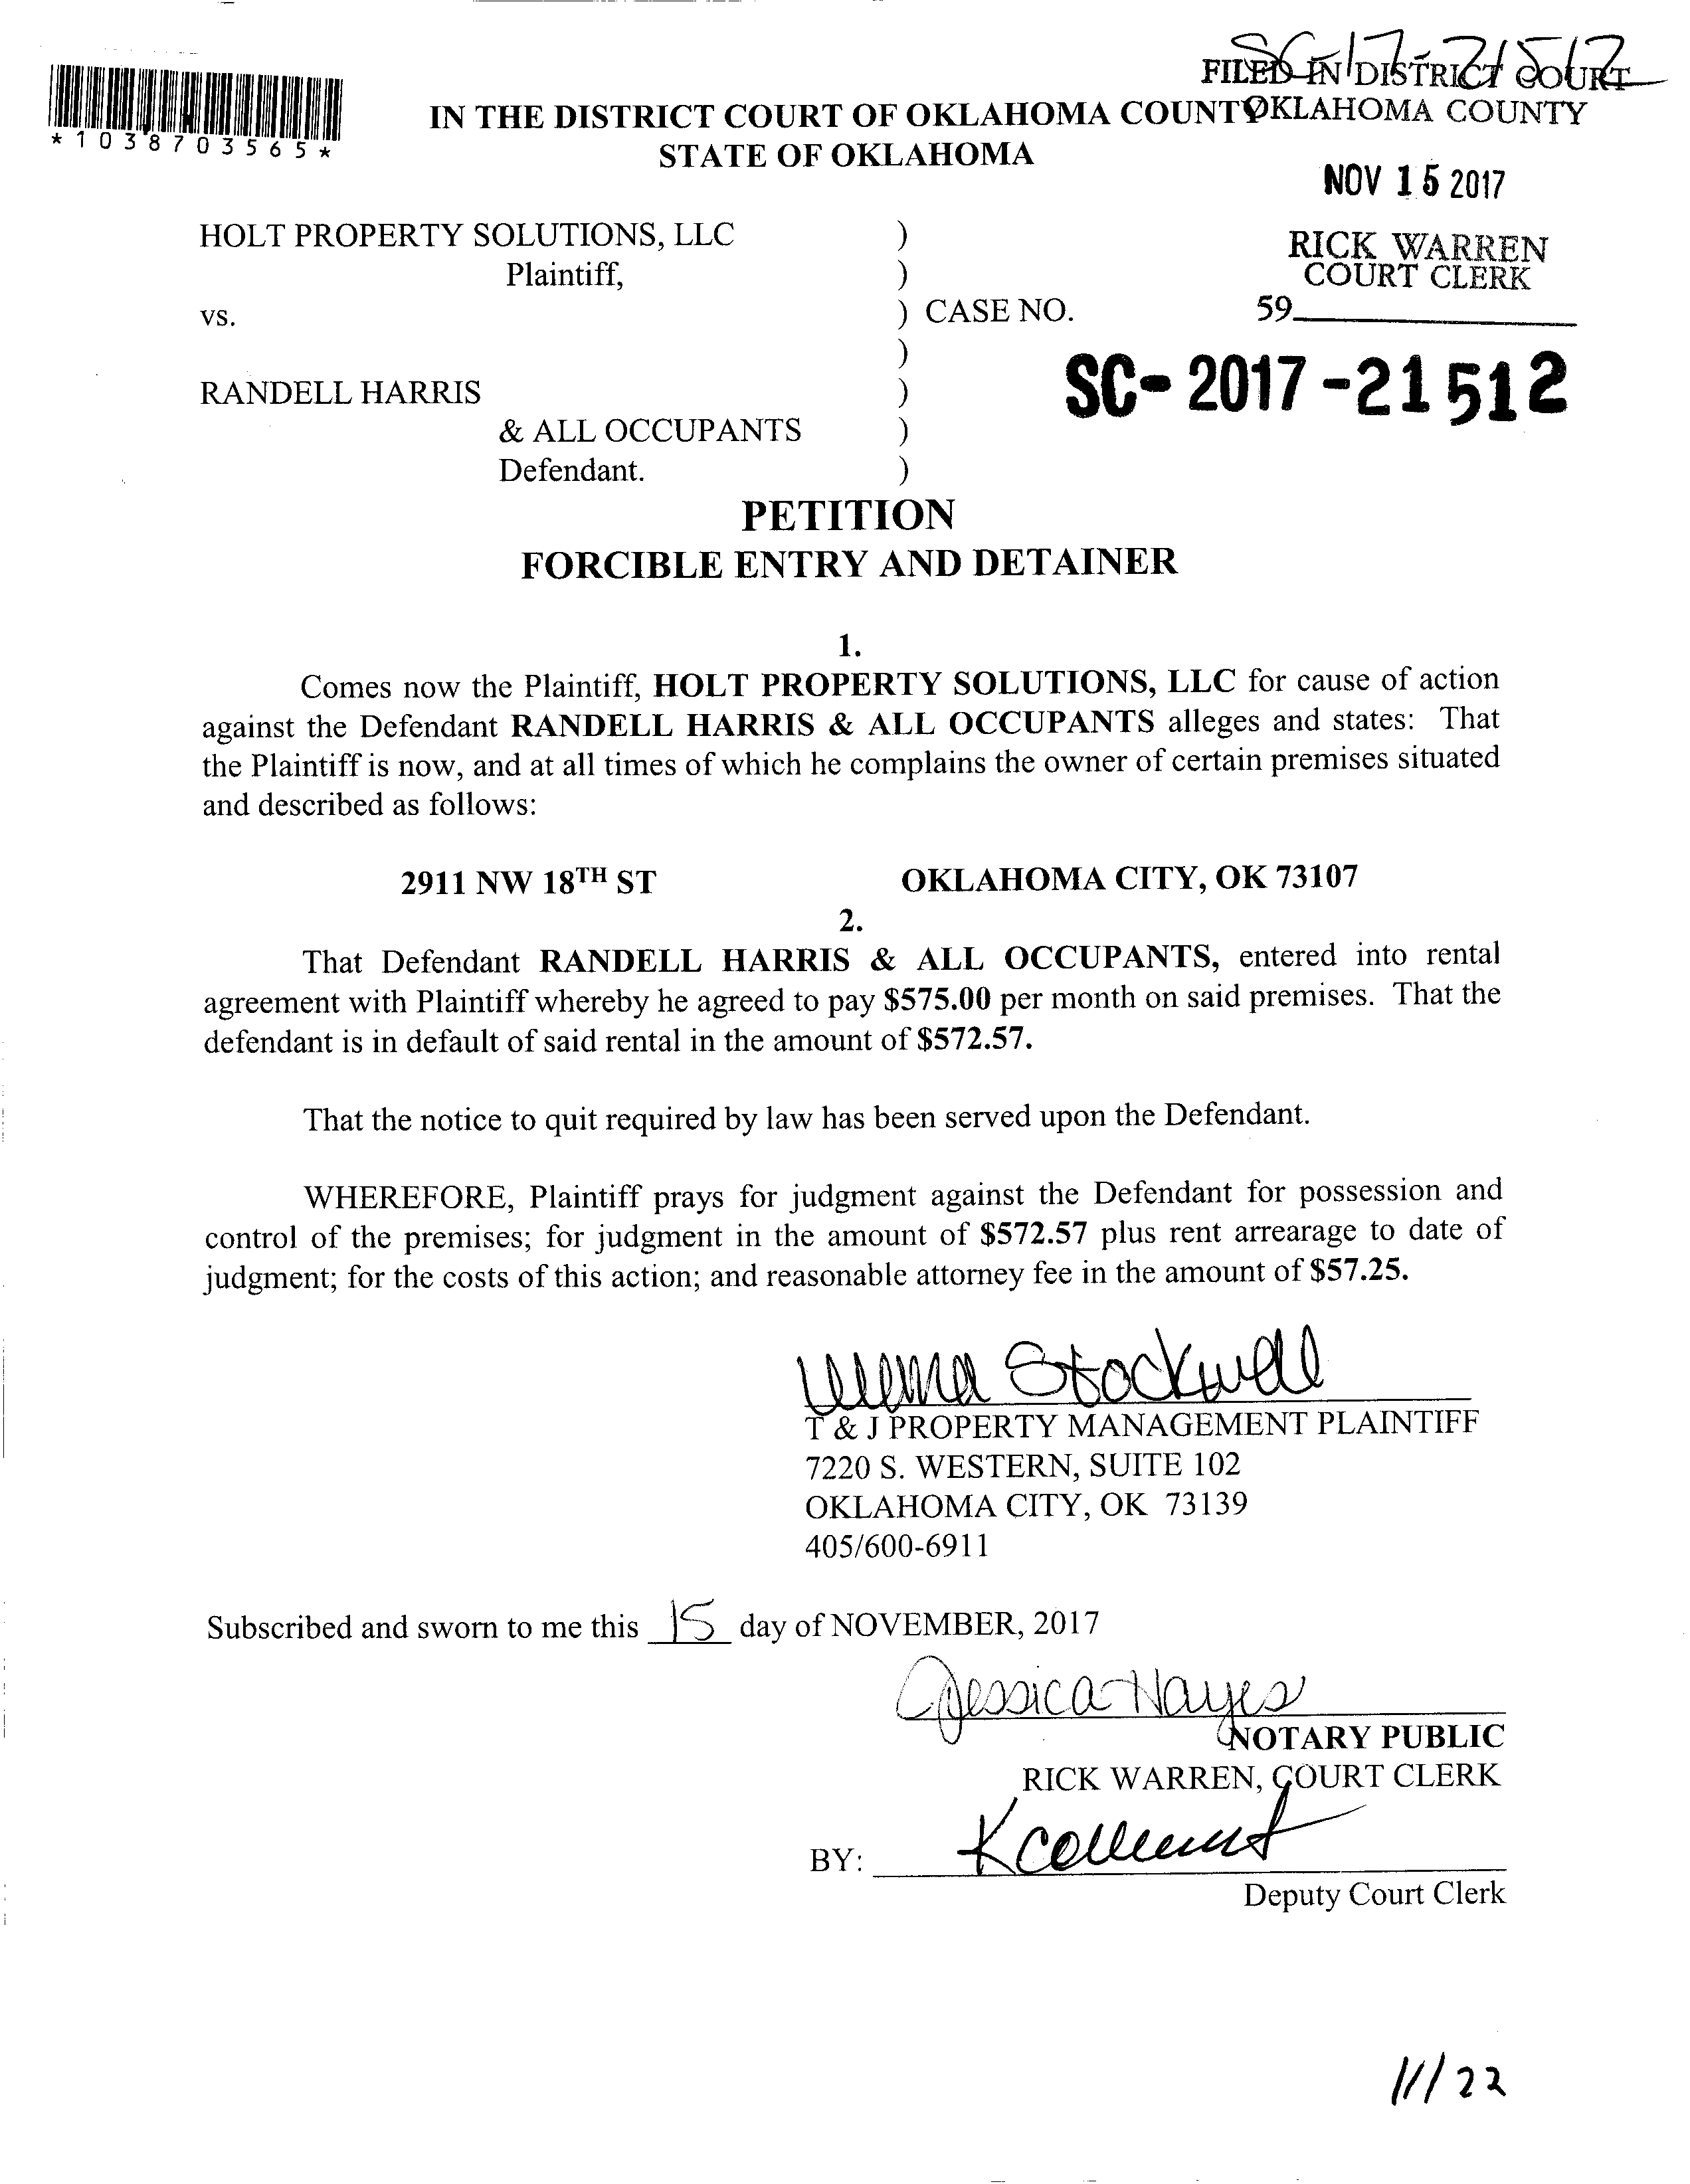 SC-17-21512
FILED IN DISTRICT COURT
OKLAHOMA COUNTY
*1038703565*
IN THE DISTRICT COURT OF OKLAHOMA COUNTY
STATE OF OKLAHOMA
NOV 15 2017
HOLT PROPERTY SOLUTIONS, LLC )
Plaintiff, )
RICK WARREN
COURT CLERK
vs. ) CASE NO. 59
)
RANDELL HARRIS )
SC- 2017 -21512
& ALL OCCUPANTS )
Defendant. )
PETITION
FORCIBLE ENTRY AND DETAINER
1.
Comes now the Plaintiff, HOLT PROPERTY SOLUTIONS, LLC for cause of action
against the Defendant RANDELL HARRIS & ALL OCCUPANTS alleges and states: That
the Plaintiff is now, and at all times of which he complains the owner of certain premises situated
and described as follows:
2911 NW 18TH ST OKLAHOMA CITY, OK 73107
2.
That Defendant RANDELL HARRIS & ALL OCCUPANTS, entered into rental
agreement with Plaintiff whereby he agreed to pay $575.00 per month on said premises. That the
defendant is in default of said rental in the amount of $572.57.
That the notice to quit required by law has been served upon the Defendant.
WHEREFORE, Plaintiff prays for judgment against the Defendant for possession and
control of the premises; for judgment in the amount of $572.57 plus rent arrearage to date of
judgment; for the costs of this action; and reasonable attorney fee in the amount of $57.25.
Stockwell
T & J PROPERTY MANAGEMENT PLAINTIFF
7220 S. WESTERN, SUITE 102
OKLAHOMA CITY, OK 73139
405/600-6911
Subscribed and sworn to me this 15 day of NOVEMBER, 2017
Jessica Hayes
NOTARY PUBLIC
RICK WARREN, COURT CLERK
BY:
Deputy Court Clerk
11/22